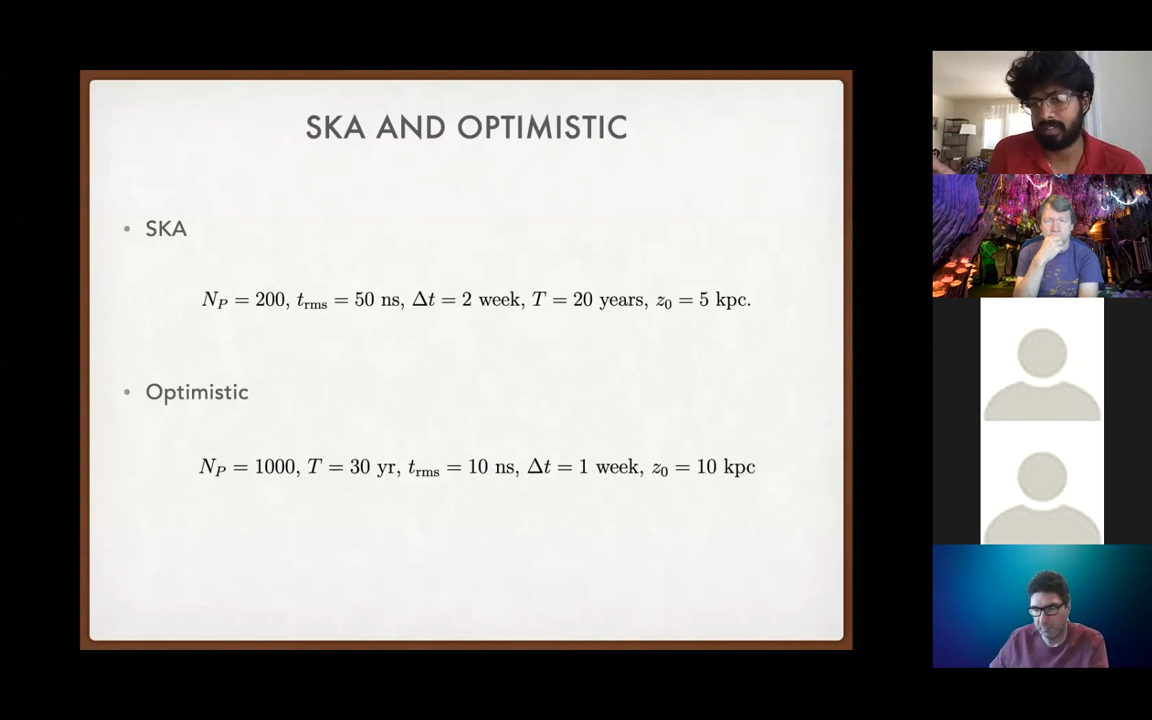 SKA AND OPTIMISTIC
• SKA
N_P = 200, t_rms = 50 ns, Δt = 2 week, T = 20 years, z_0 = 5 kpc.
• Optimistic
N_P = 1000, T = 30 yr, t_rms = 10 ns, Δt = 1 week, z_0 = 10 kpc